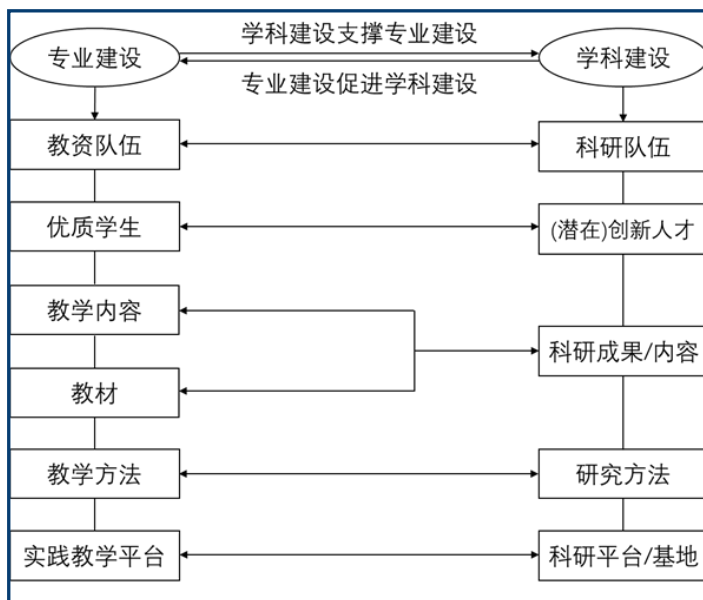 学科建设支撑专业建设
专业建设
学科建设
专业建设促进学科建设
教资队伍
科研队伍
优质学生
(潜在)创新人才
教学内容
科研成果/内容
教材
教学方法
研究方法
实践教学平台
科研平台/基地